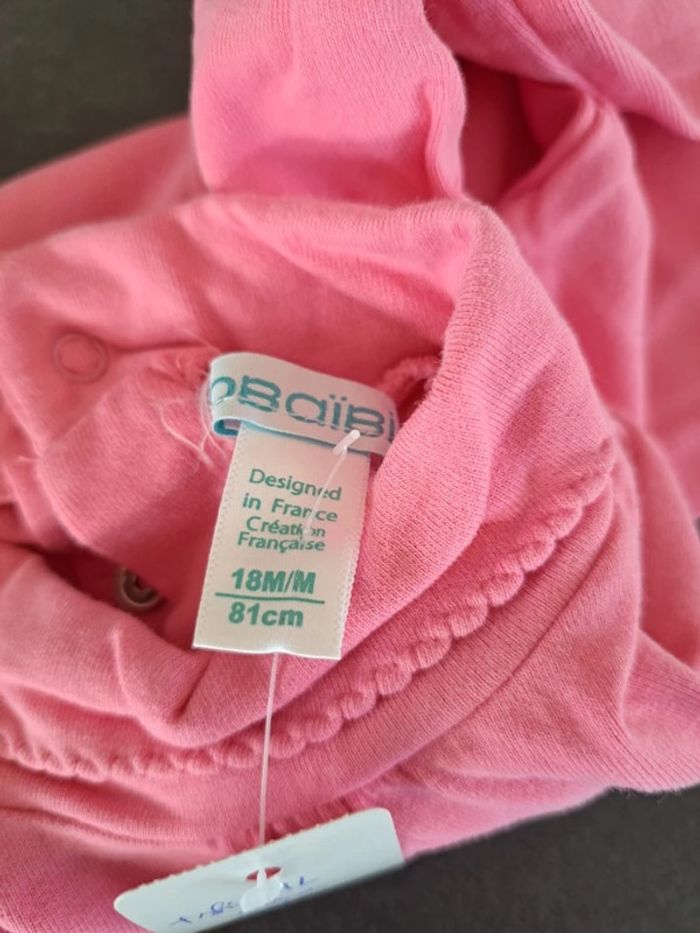 OBaïBi
Designed
in France
Création
Française
18M/M
81cm